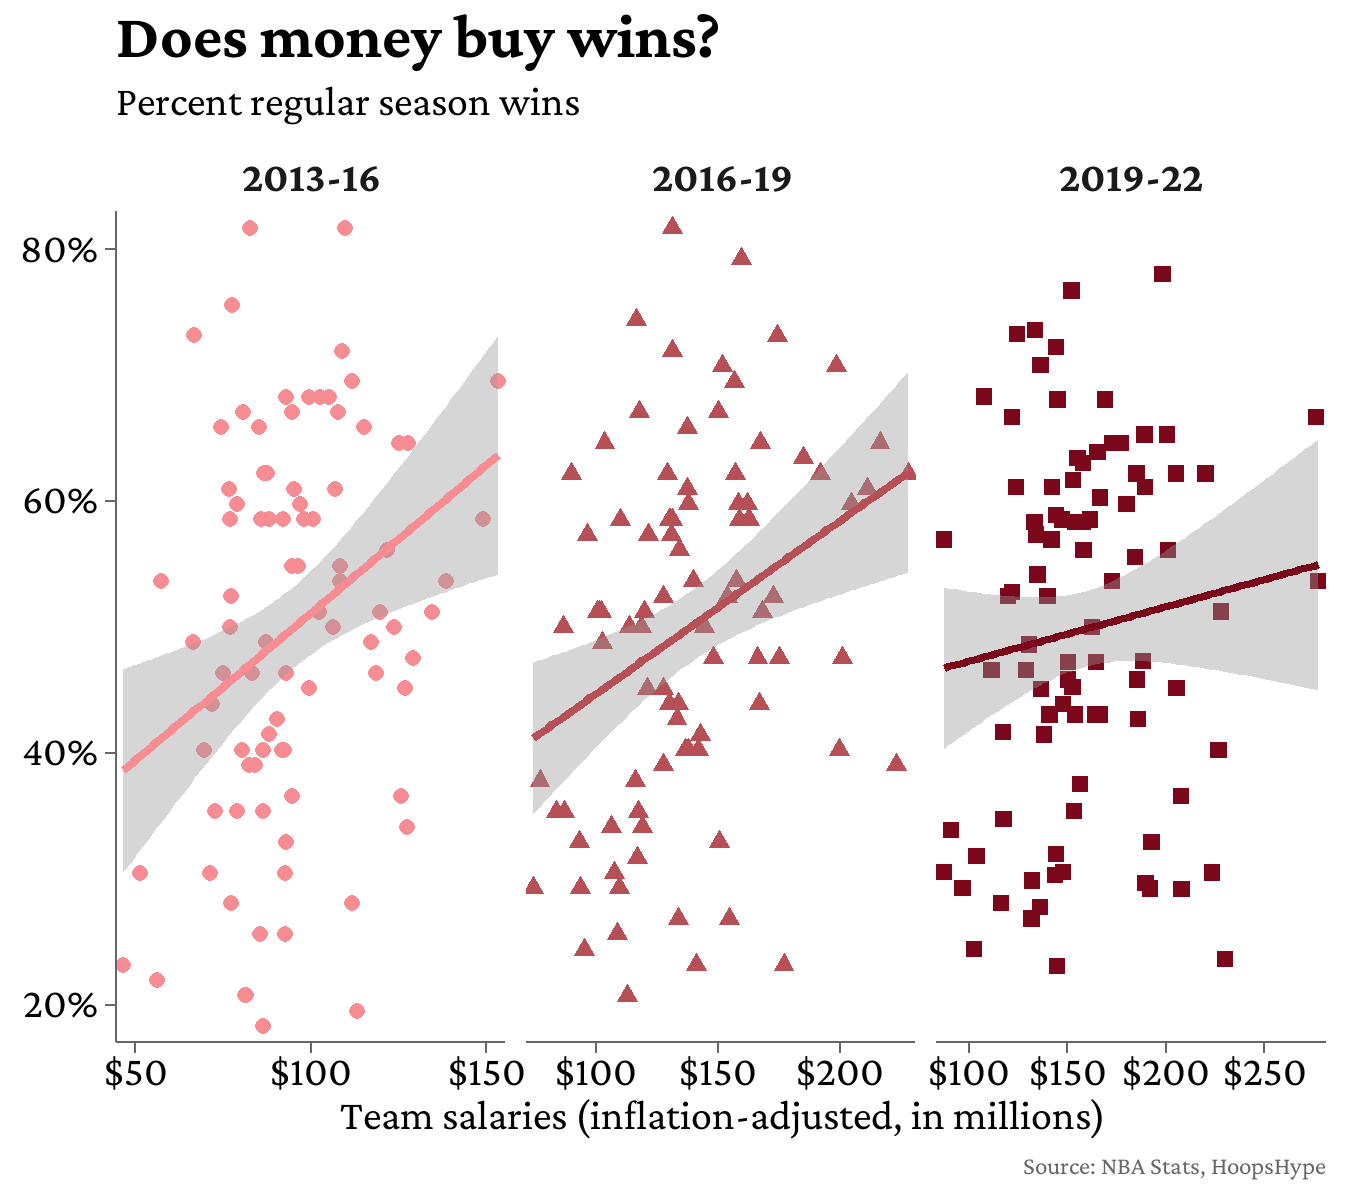 Does money buy wins?
Percent regular season wins
2013-16 2016-19 2019-22
80%
60%
40%
20%
$50 $100 $150 $100 $150 $200 $100 $150 $200 $250
Team salaries (inflation-adjusted, in millions)
Source: NBA Stats, HoopsHype